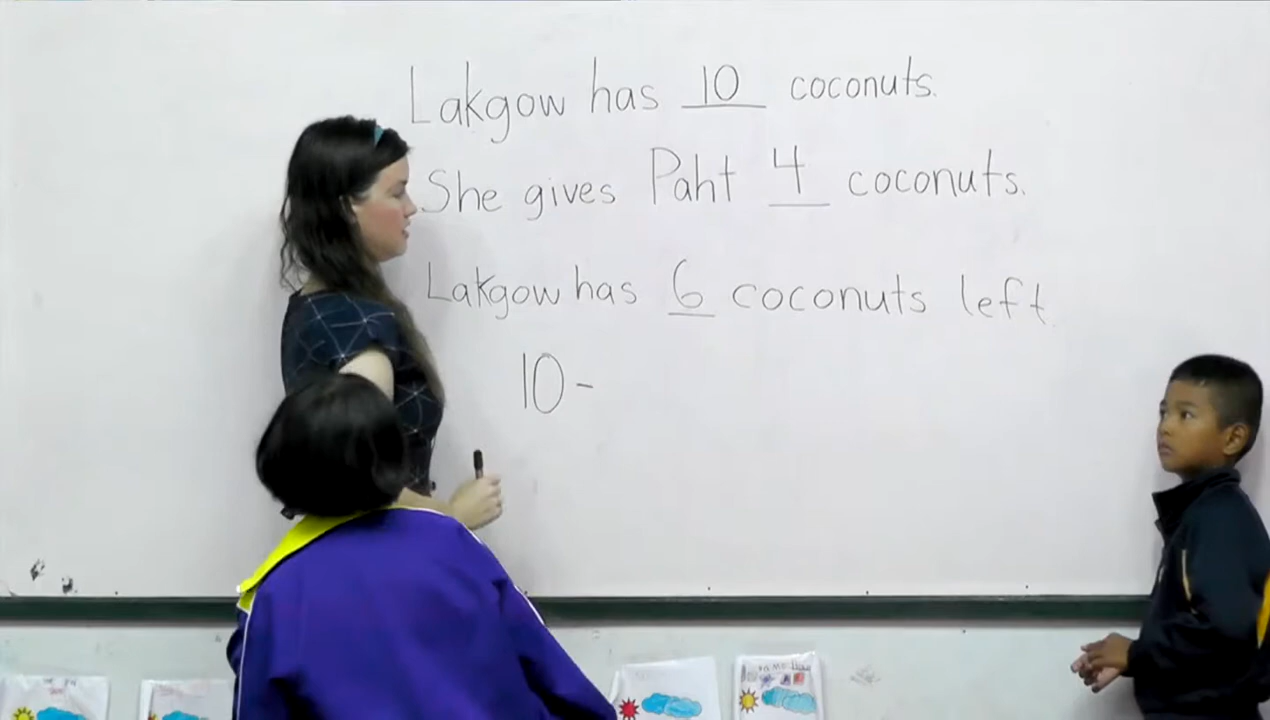 Lakgow has 10 coconuts.
She gives Paht 4 coconuts.
Lakgow has 6 coconuts left
10-